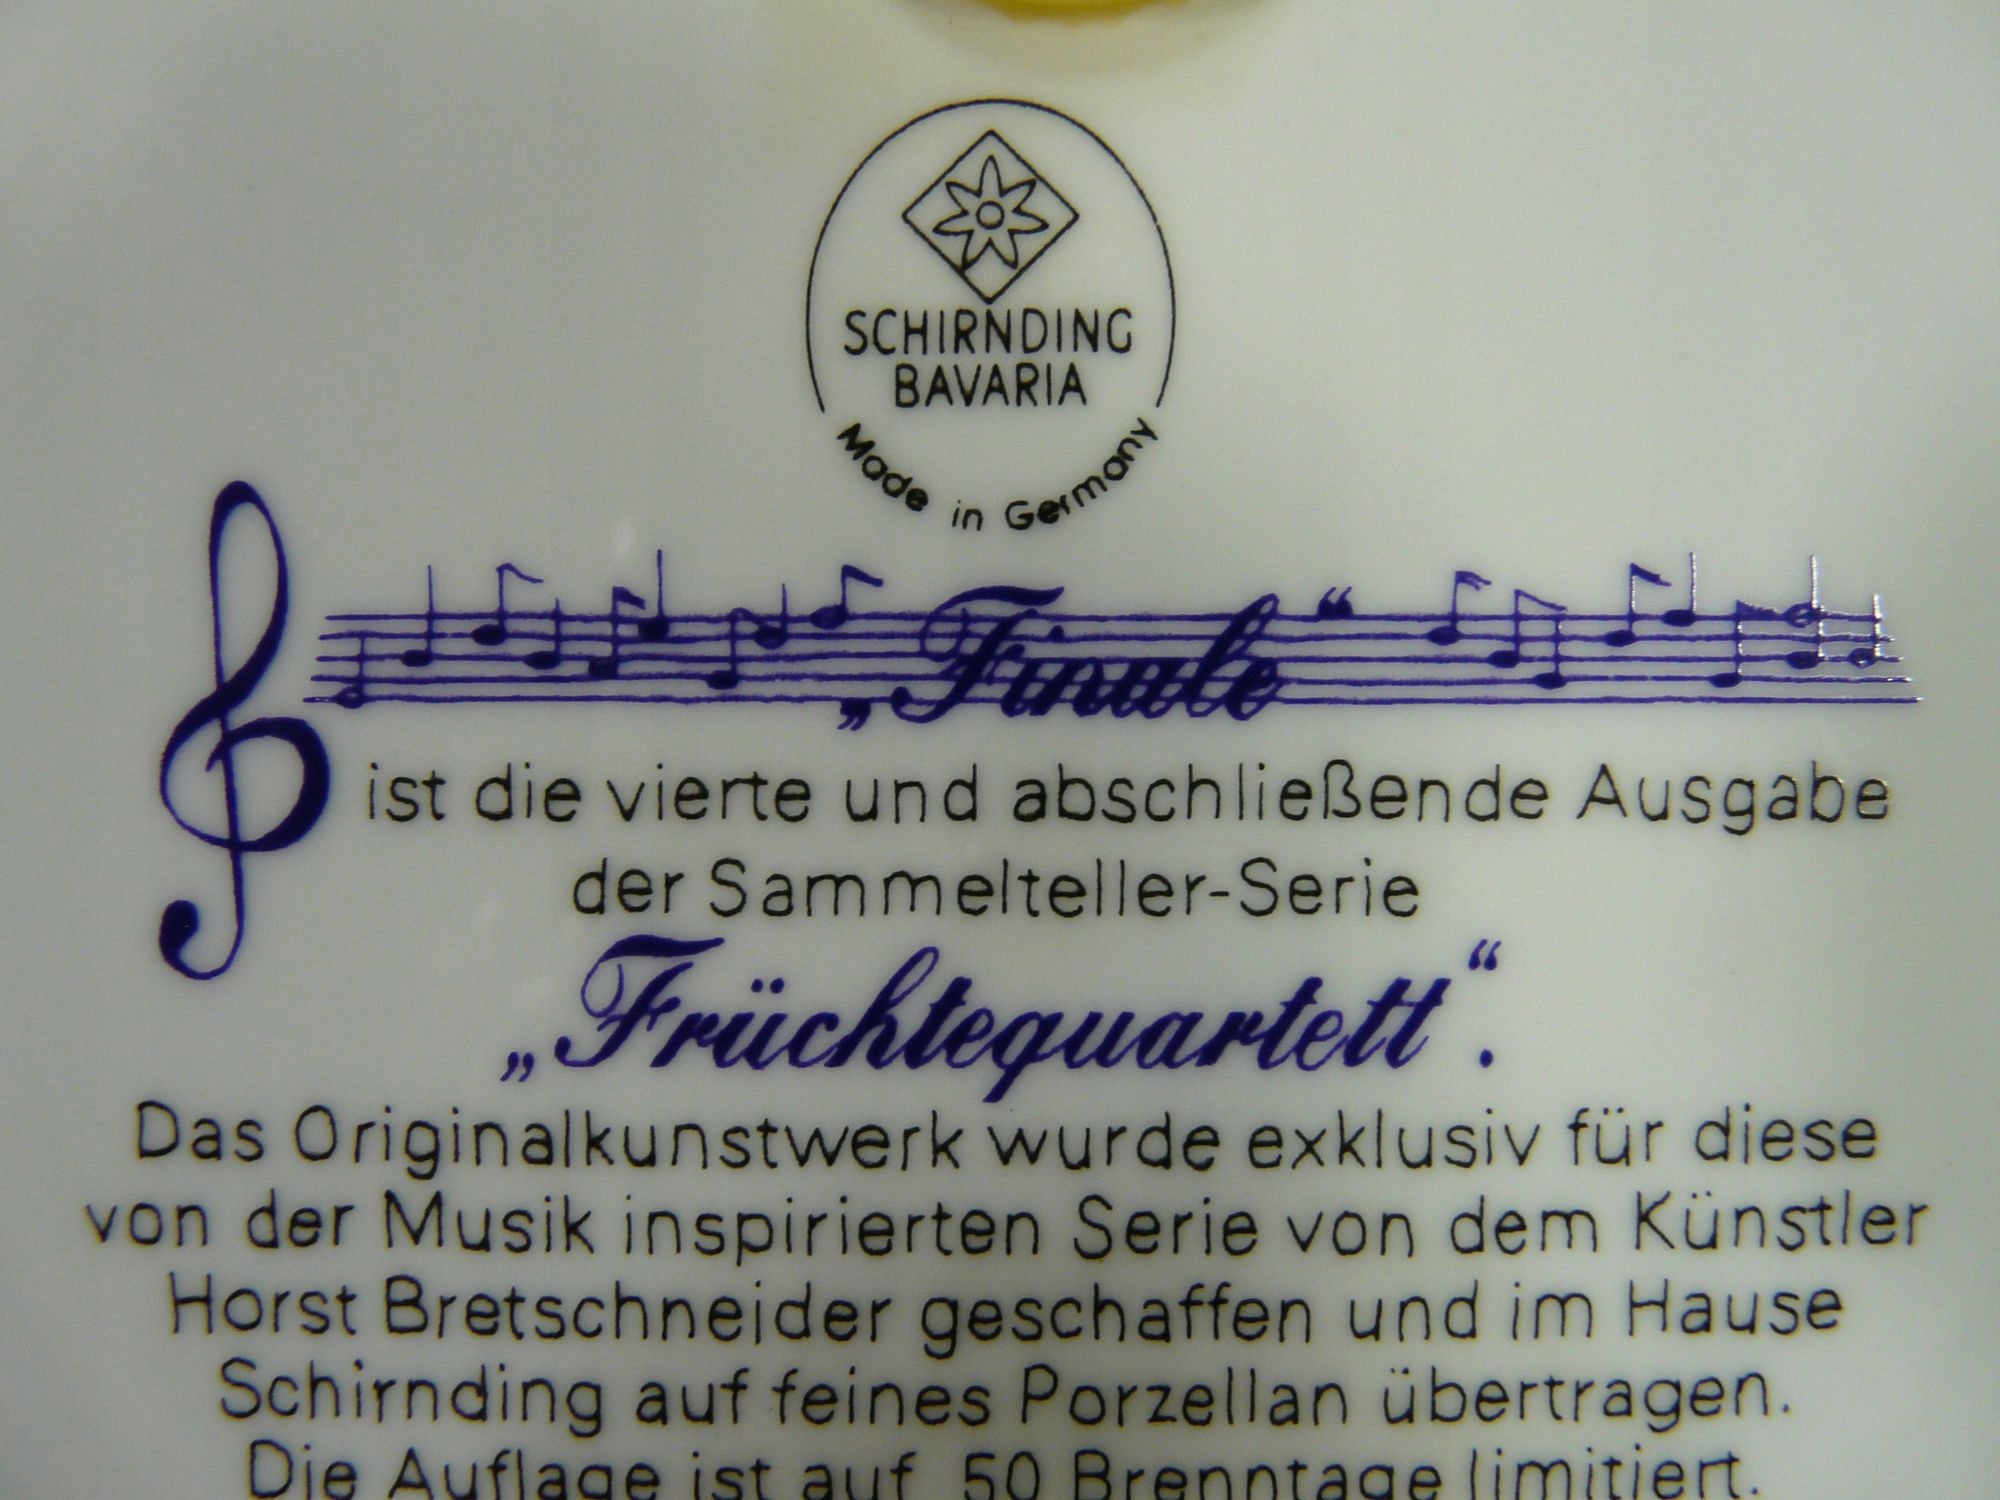 SCHIRNDING
BAVARIA
Made in Germany
„Finale“
ist die vierte und abschließende Ausgabe
der Sammelteller-Serie
„Früchtequartett“.
Das Originalkunstwerk wurde exklusiv für diese
von der Musik inspirierten Serie von dem Künstler
Horst Bretschneider geschaffen und im Hause
Schirnding auf feines Porzellan übertragen.
Die Auflage ist auf 50 Brenntage limitiert.